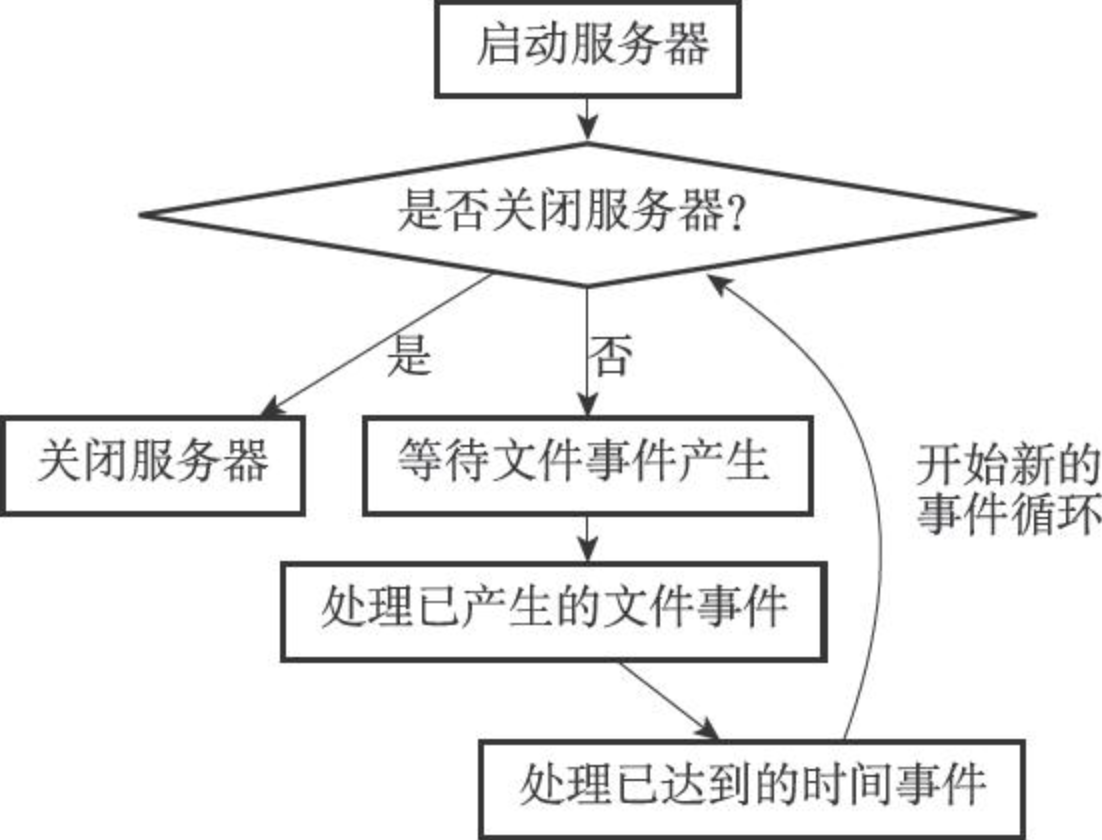 启动服务器
是否关闭服务器?
是
否
关闭服务器
等待文件事件产生
开始新的
事件循环
处理已产生的文件事件
处理已达到的时间事件